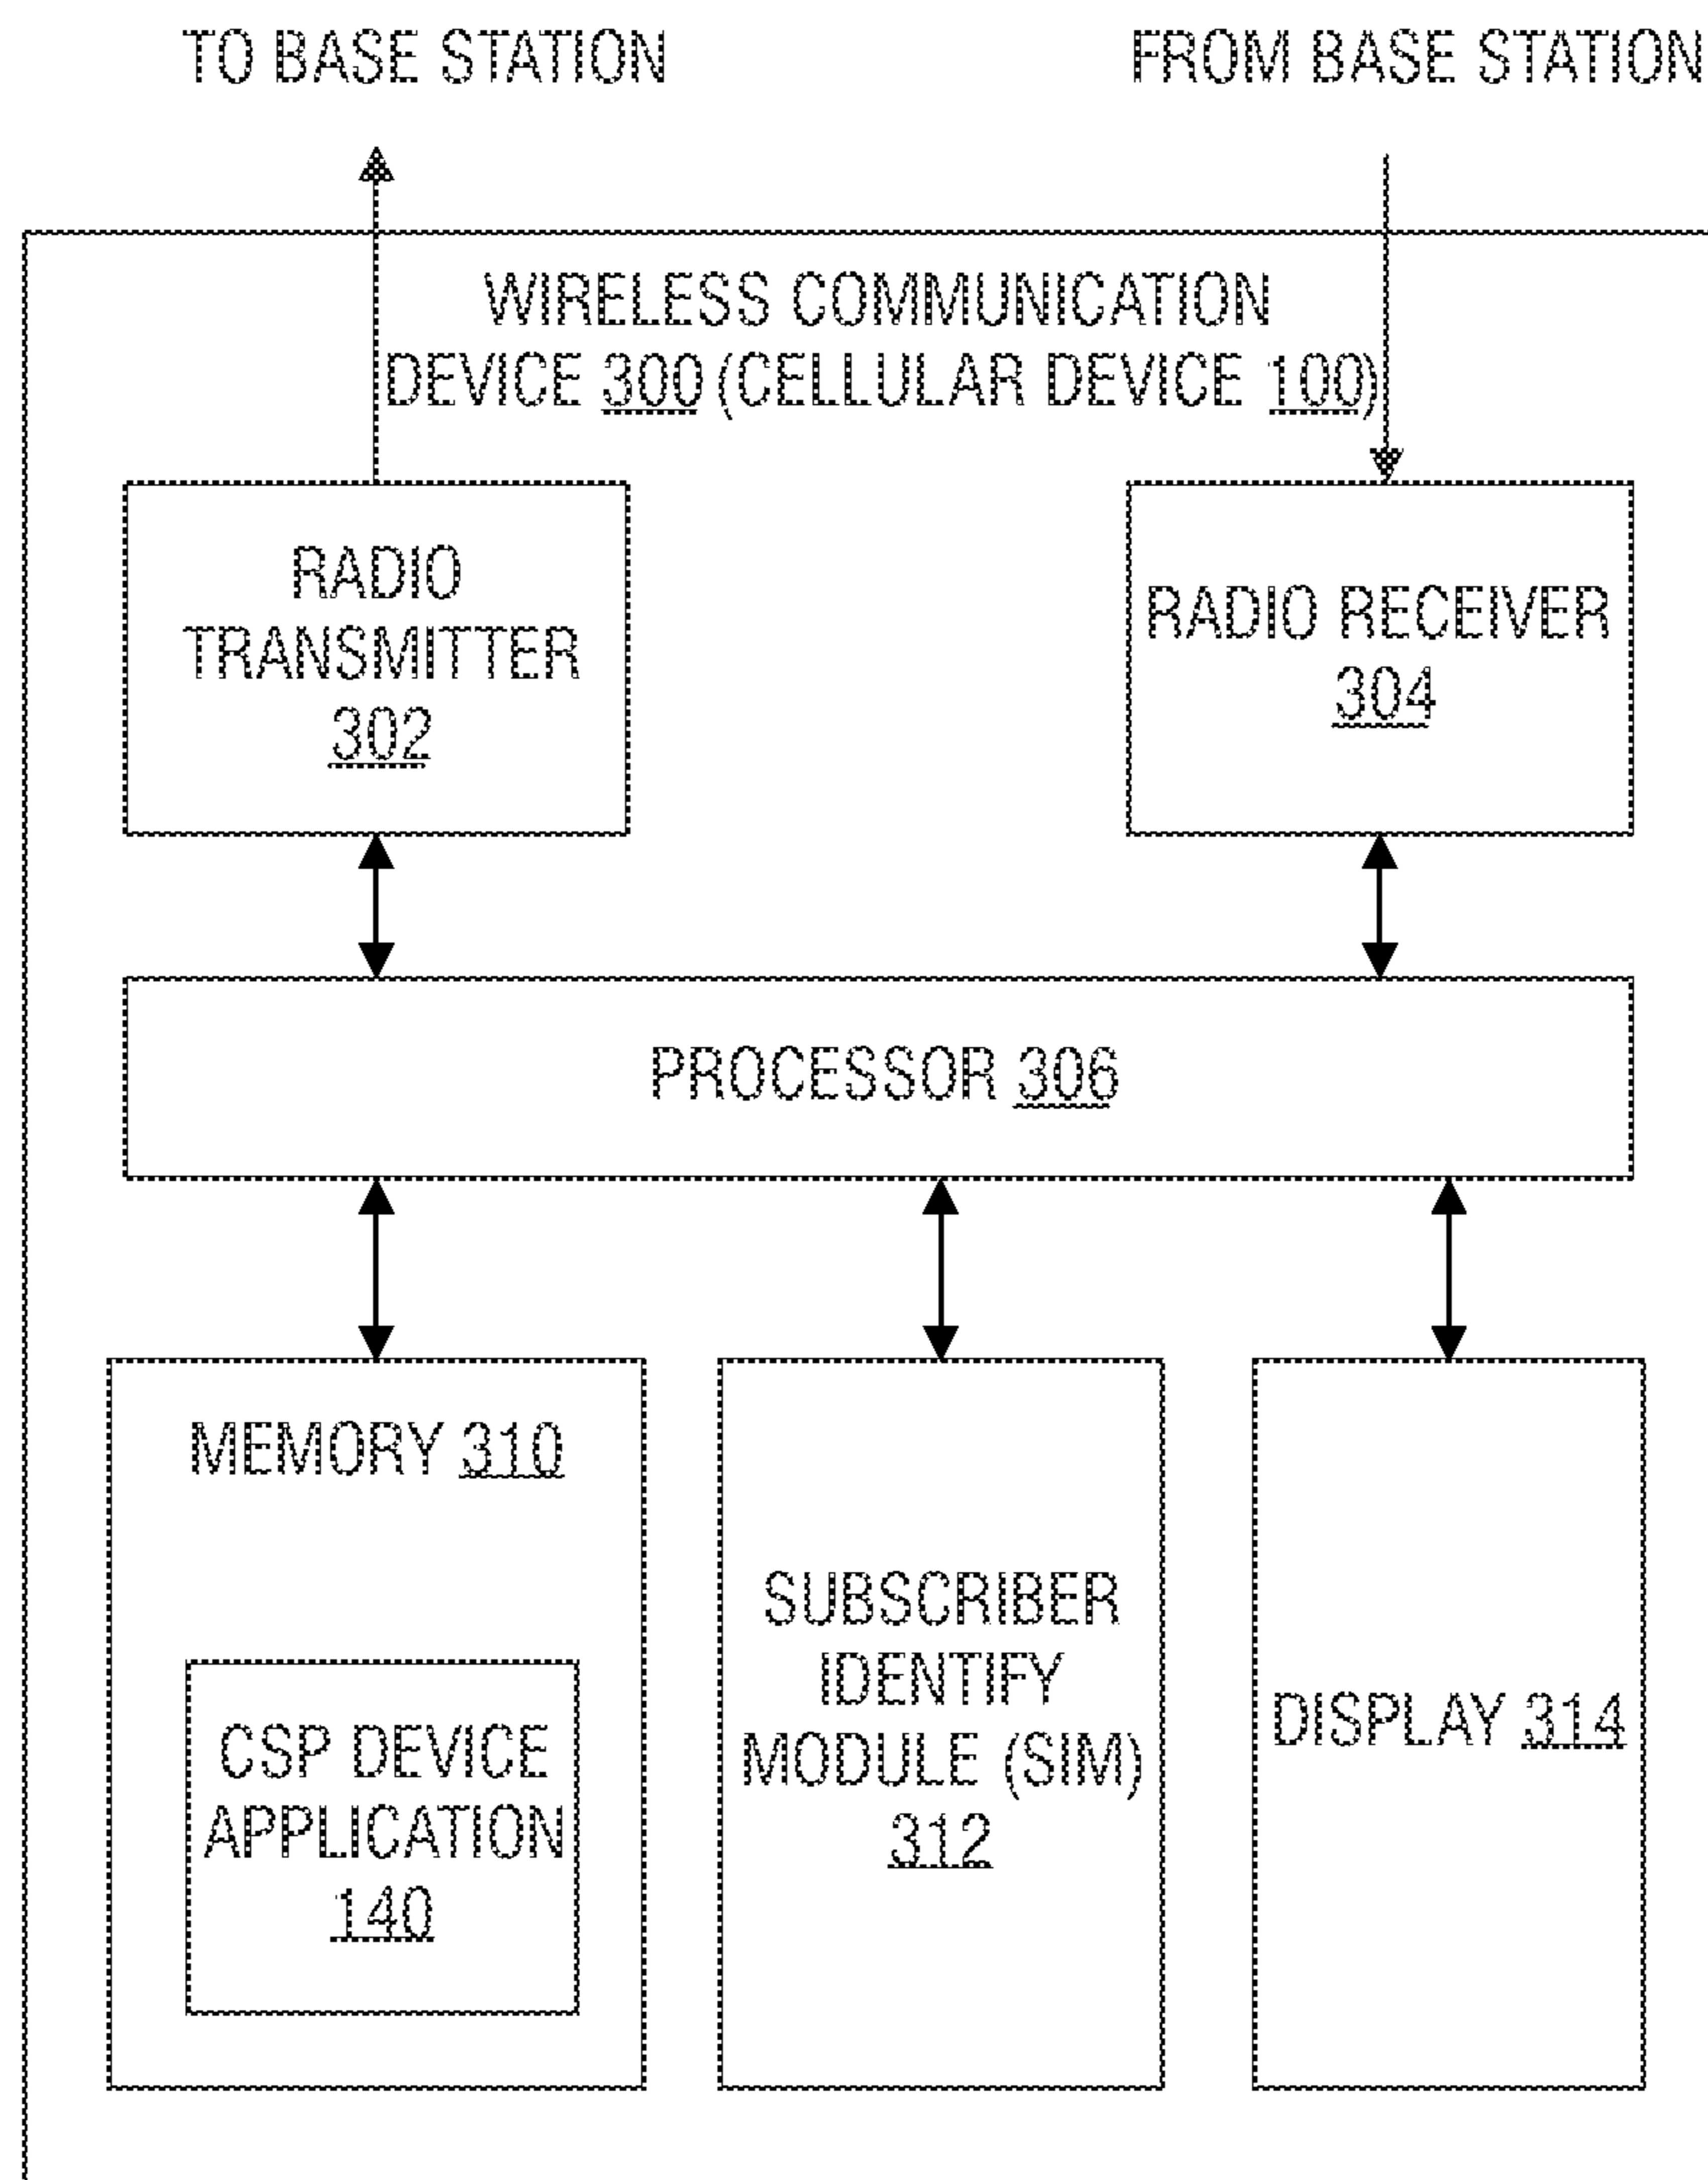 TO BASE STATION
FROM BASE STATION
WIRELESS COMMUNICATION
DEVICE 300 (CELLULAR DEVICE 100)
RADIO
TRANSMITTER
302
RADIO RECEIVER
304
PROCESSOR 306
MEMORY 310
CSP DEVICE
APPLICATION
140
SUBSCRIBER
IDENTIFY
MODULE (SIM)
312
DISPLAY 314